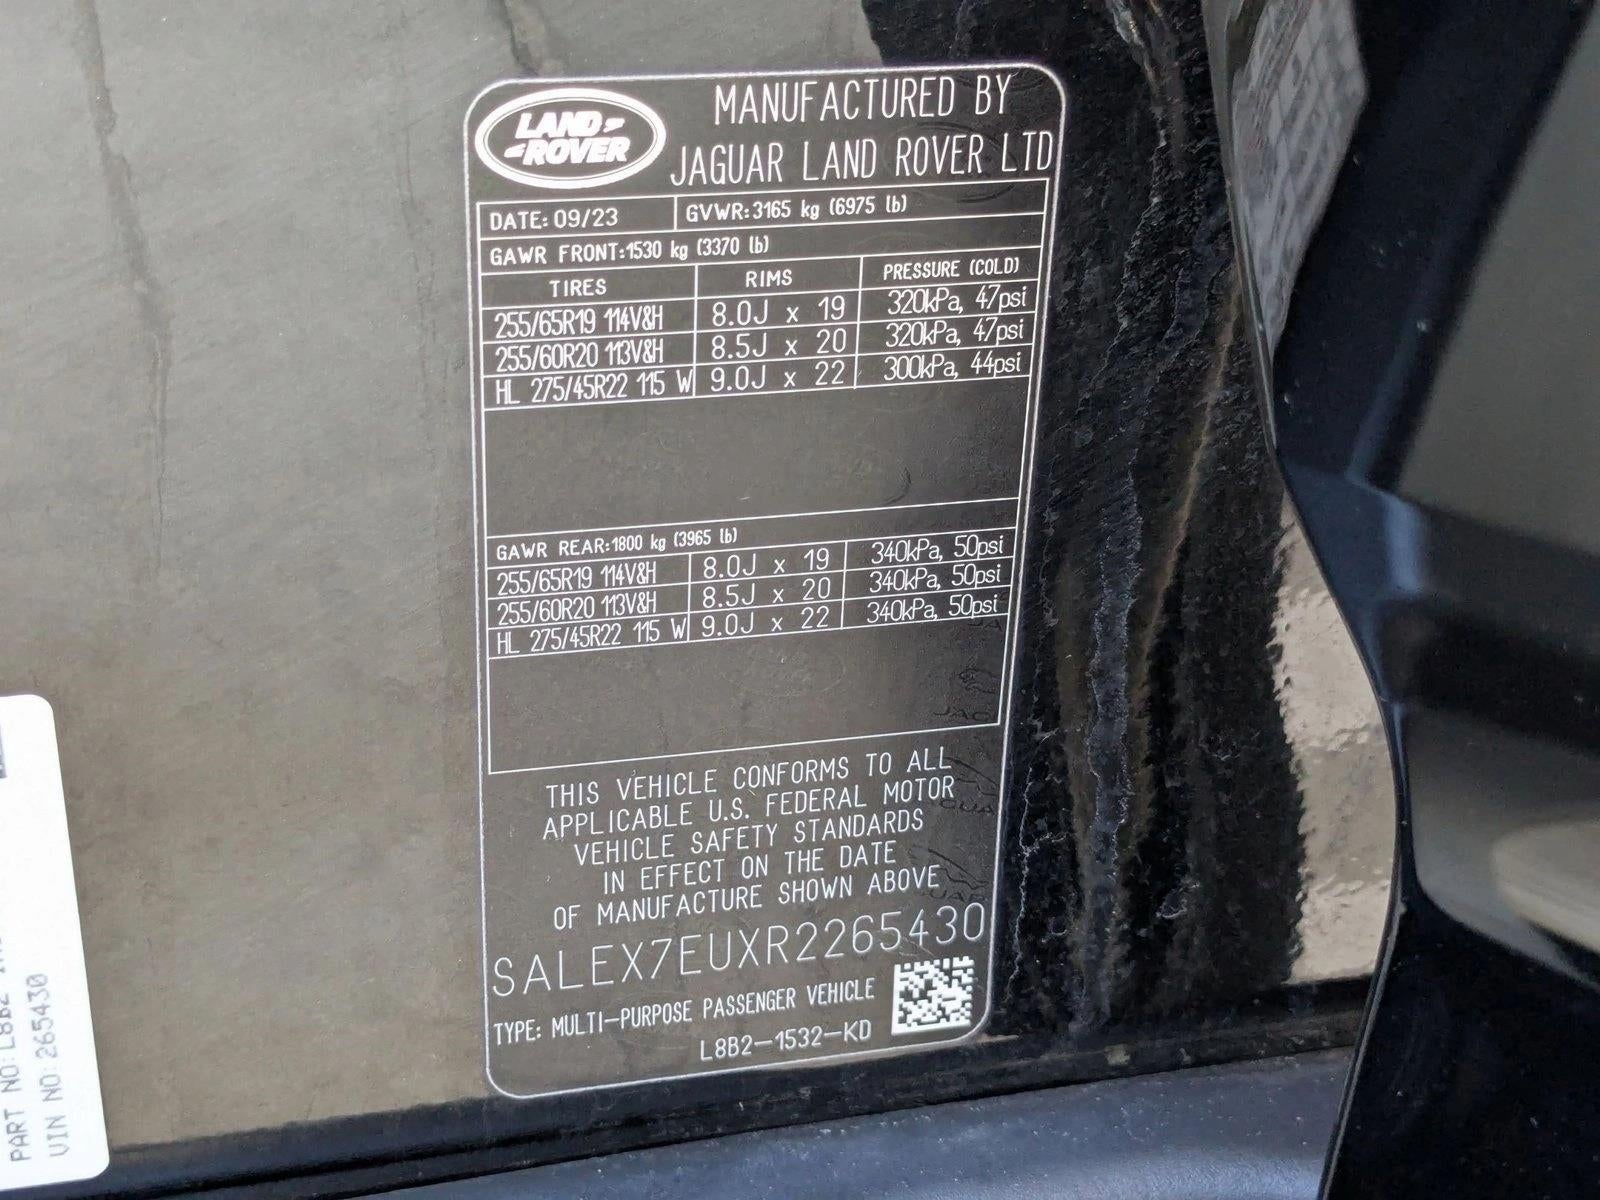 LAND ROVER
MANUFACTURED BY
JAGUAR LAND ROVER LTD
DATE: 09/23 GVWR:3165 kg (6975 lb)
GAWR FRONT:1530 kg (3370 lb)
TIRES RIMS PRESSURE (COLD)
255/65R19 114V&H 8.0J x 19 320kPa, 47psi
255/60R20 113V&H 8.5J x 20 320kPa, 47psi
HL 275/45R22 115 W 9.0J x 22 300kPa, 44psi
GAWR REAR:1800 kg (3965 lb)
255/65R19 114V&H 8.0J x 19 340kPa, 50psi
255/60R20 113V&H 8.5J x 20 340kPa, 50psi
HL 275/45R22 115 W 9.0J x 22 340kPa, 50psi
THIS VEHICLE CONFORMS TO ALL
APPLICABLE U.S. FEDERAL MOTOR
VEHICLE SAFETY STANDARDS
IN EFFECT ON THE DATE
OF MANUFACTURE SHOWN ABOVE
SALEX7EUXR2265430
TYPE: MULTI-PURPOSE PASSENGER VEHICLE
L8B2-1532-KD
PART NO:L8B2
VIN NO:265430